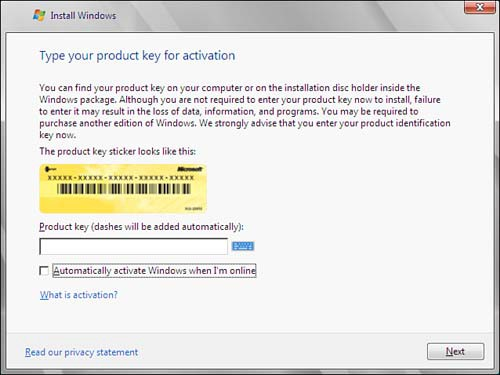 Install Windows
Type your product key for activation
You can find your product key on your computer or on the installation disc holder inside the
Windows package. Although you are not required to enter your product key now to install, failure
to enter it may result in the loss of data, information, and programs. You may be required to
purchase another edition of Windows. We strongly advise that you enter your product identification
key now.
The product key sticker looks like this:
Microsoft
XXXXX-XXXXX-XXXXX-XXXXX-XXXXX
Product key (dashes will be added automatically):
Automatically activate Windows when I'm online
What is activation?
Read our privacy statement
Next